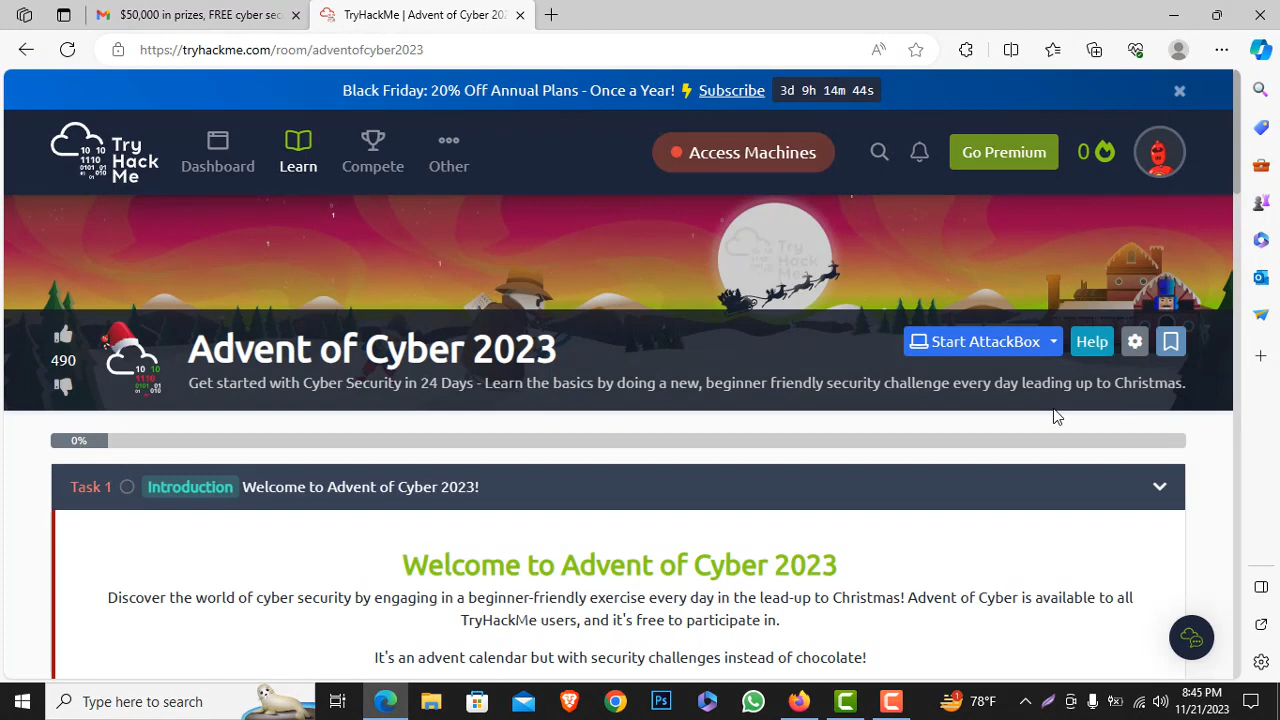 $50,000 in prizes, FREE cyber sec
TryHackMe | Advent of Cyber 202
https://tryhackme.com/room/adventofcyber2023
Black Friday: 20% Off Annual Plans - Once a Year! ⚡ Subscribe 3d 9h 14m 44s
Try Hack Me
Dashboard
Learn
Compete
Other
Access Machines
Go Premium
0
490
Advent of Cyber 2023
Start AttackBox
Help
Get started with Cyber Security in 24 Days - Learn the basics by doing a new, beginner friendly security challenge every day leading up to Christmas.
0%
Task 1 Introduction Welcome to Advent of Cyber 2023!
Welcome to Advent of Cyber 2023
Discover the world of cyber security by engaging in a beginner-friendly exercise every day in the lead-up to Christmas! Advent of Cyber is available to all
TryHackMe users, and it's free to participate in.
It's an advent calendar but with security challenges instead of chocolate!
Type here to search
78°F
8:45 PM
11/21/2023